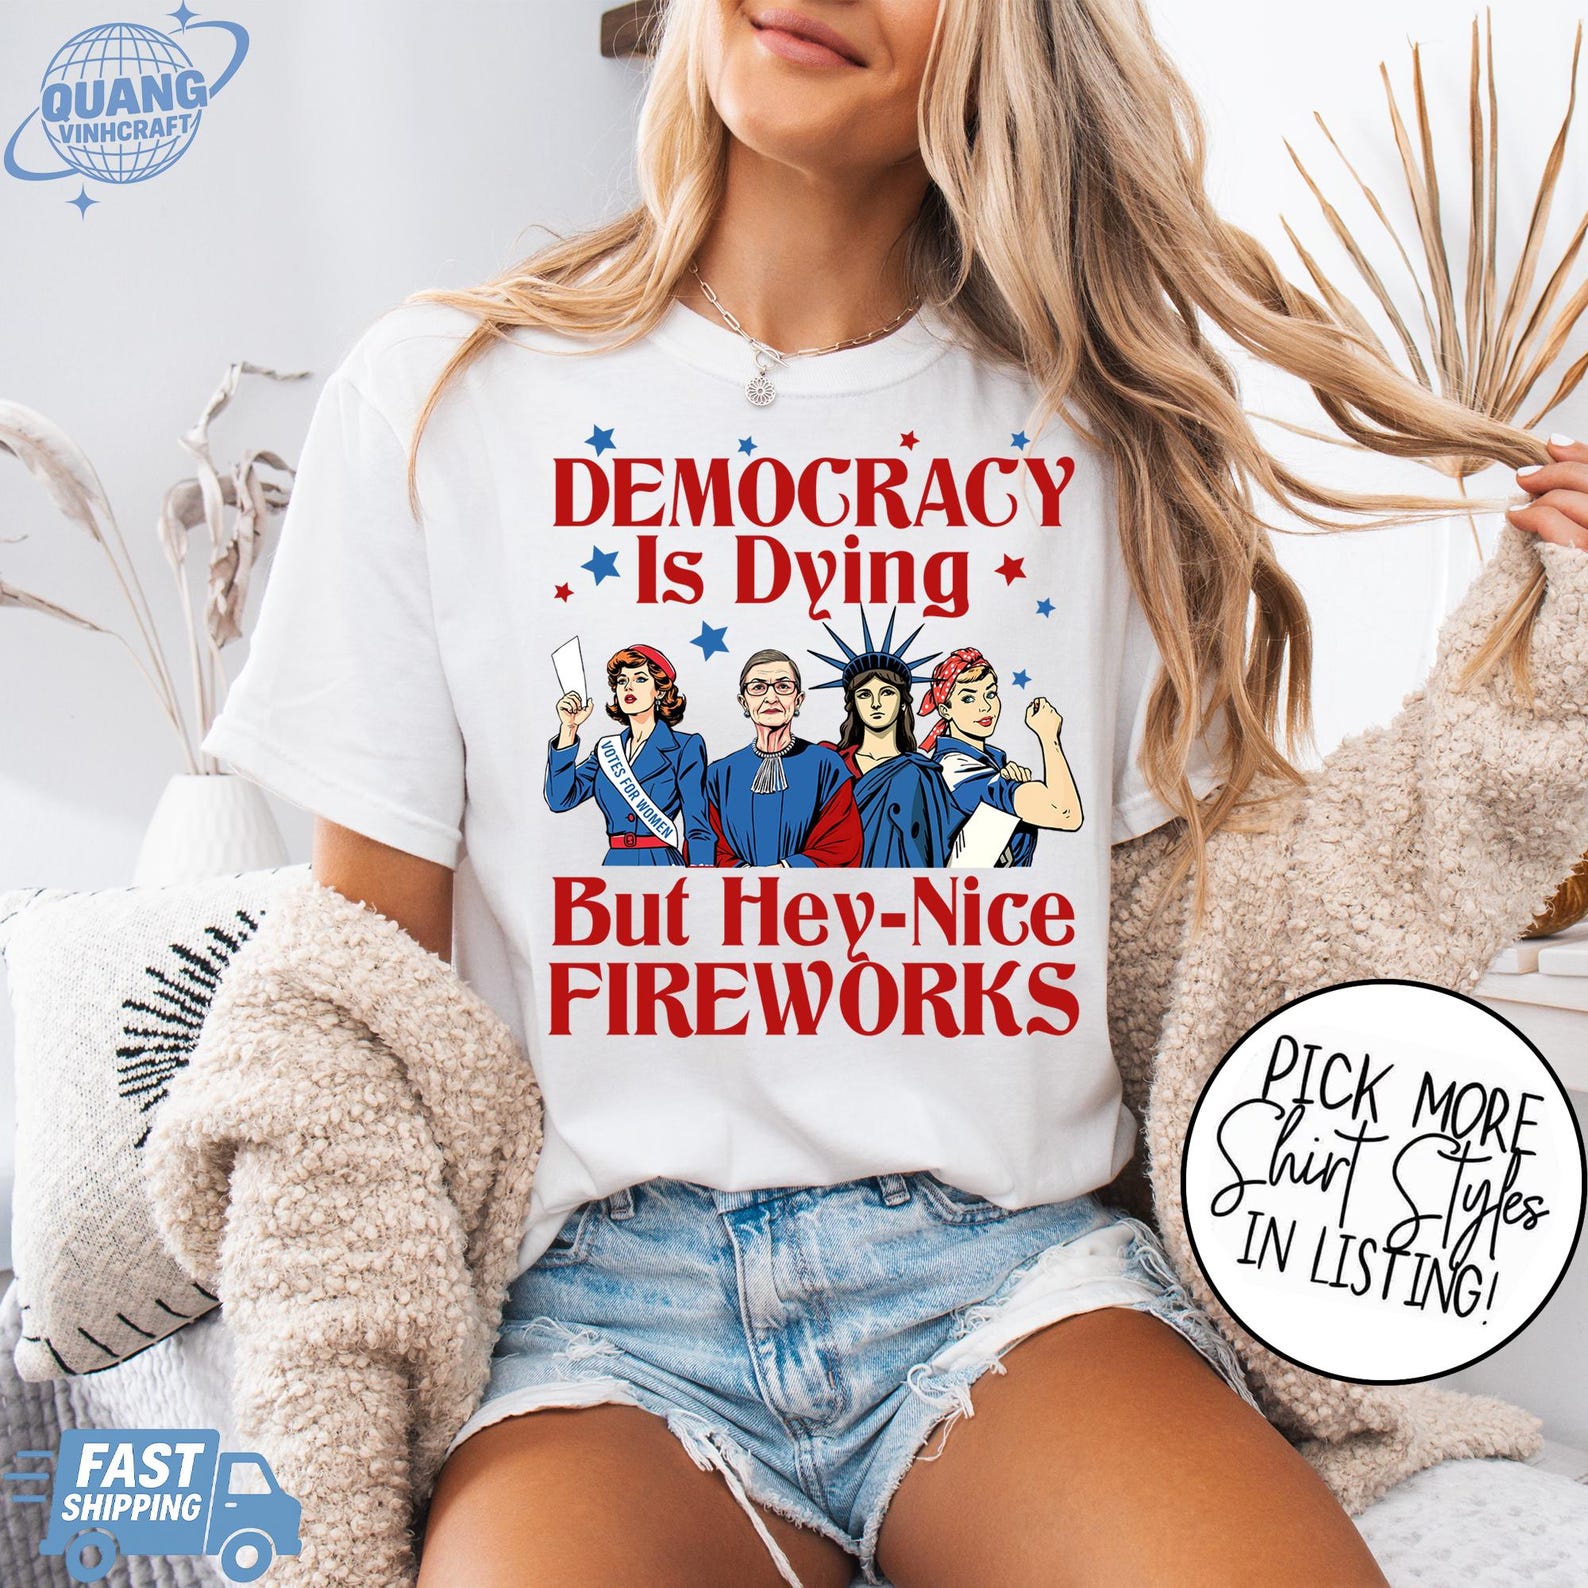 QUANG
VINHCRAFT
DEMOCRACY
Is Dying
VOTES FOR WOMEN
But Hey-Nice
FIREWORKS
PICK MORE
Shirt Styles
IN LISTING!
FAST
SHIPPING